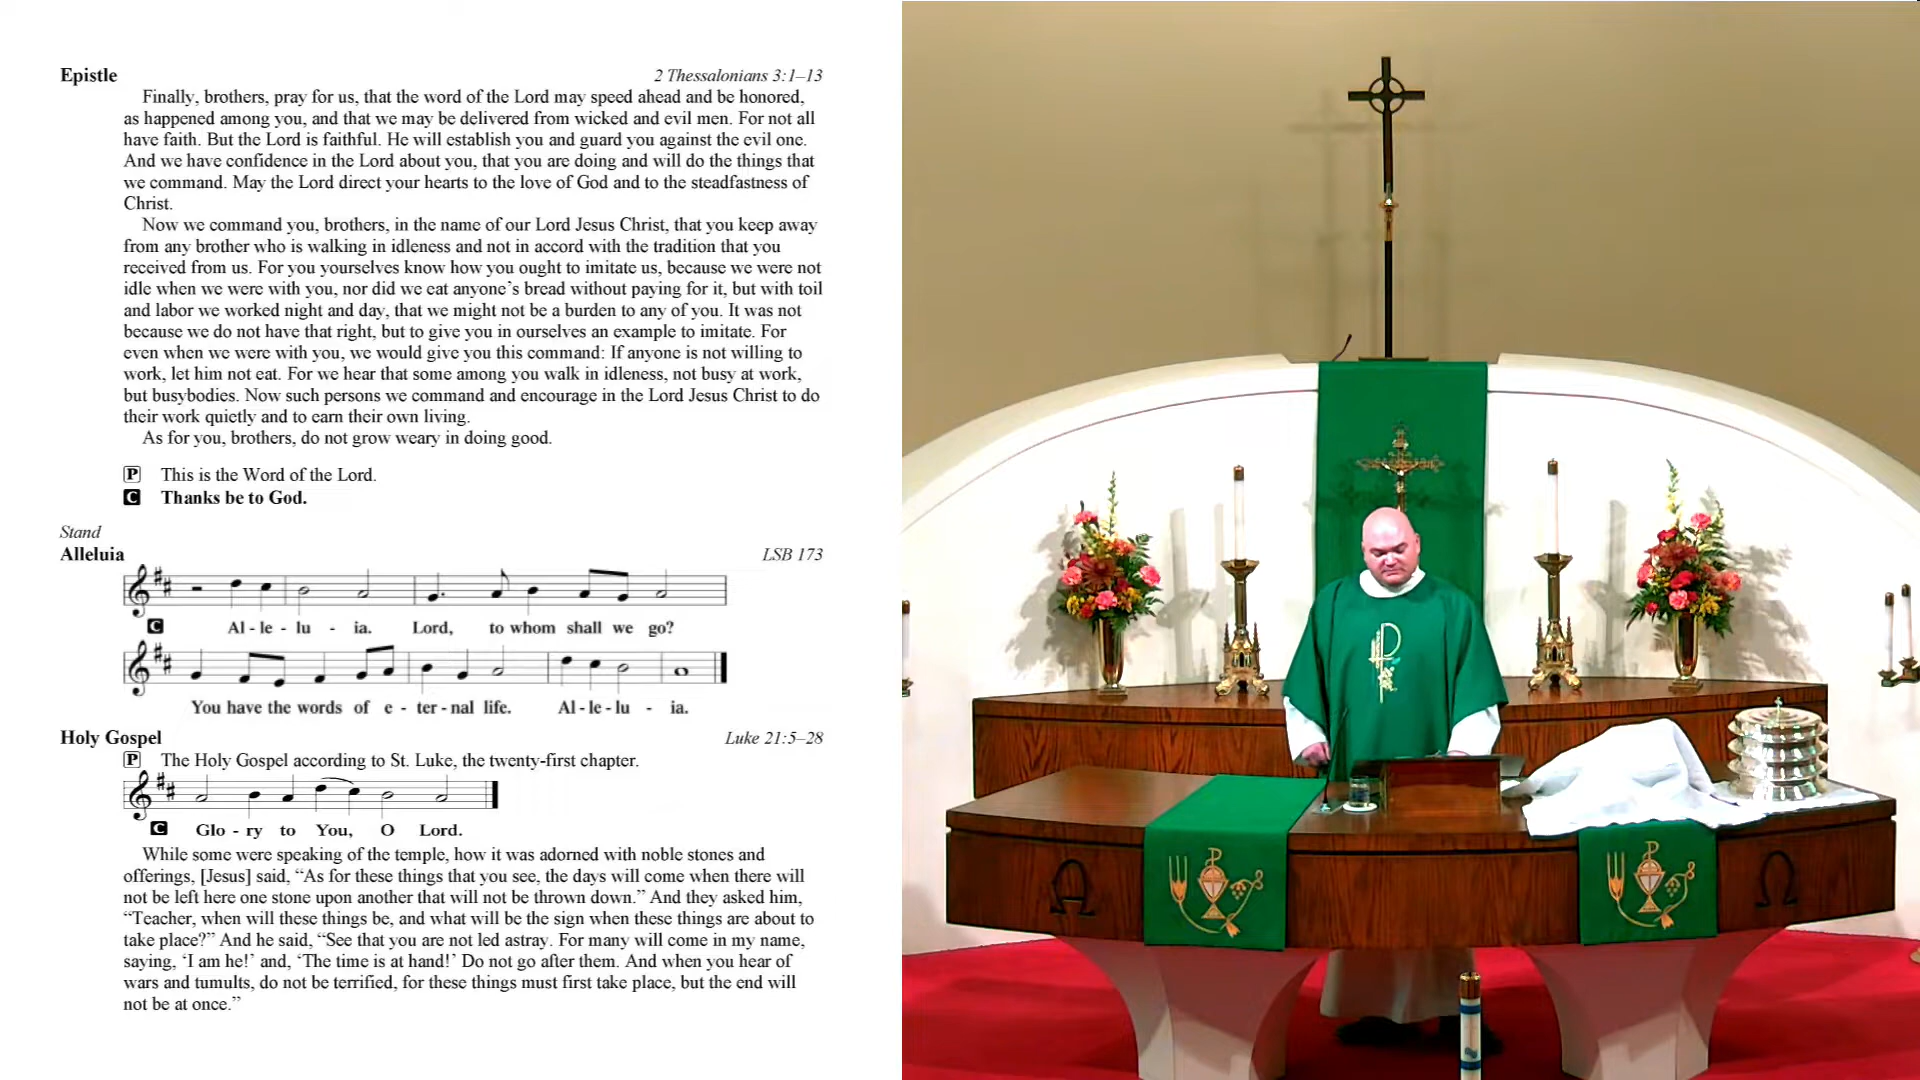 Epistle 2 Thessalonians 3:1–13
Finally, brothers, pray for us, that the word of the Lord may speed ahead and be honored,
as happened among you, and that we may be delivered from wicked and evil men. For not all
have faith. But the Lord is faithful. He will establish you and guard you against the evil one.
And we have confidence in the Lord about you, that you are doing and will do the things that
we command. May the Lord direct your hearts to the love of God and to the steadfastness of
Christ.
Now we command you, brothers, in the name of our Lord Jesus Christ, that you keep away
from any brother who is walking in idleness and not in accord with the tradition that you
received from us. For you yourselves know how you ought to imitate us, because we were not
idle when we were with you, nor did we eat anyone’s bread without paying for it, but with toil
and labor we worked night and day, that we might not be a burden to any of you. It was not
because we do not have that right, but to give you in ourselves an example to imitate. For
even when we were with you, we would give you this command: If anyone is not willing to
work, let him not eat. For we hear that some among you walk in idleness, not busy at work,
but busybodies. Now such persons we command and encourage in the Lord Jesus Christ to do
their work quietly and to earn their own living.
As for you, brothers, do not grow weary in doing good.
P This is the Word of the Lord.
C Thanks be to God.
Stand
Alleluia LSB 173
C Al - le - lu - ia. Lord, to whom shall we go?
You have the words of e - ter - nal life. Al - le - lu - ia.
Holy Gospel Luke 21:5–28
P The Holy Gospel according to St. Luke, the twenty-first chapter.
C Glo - ry to You, O Lord.
While some were speaking of the temple, how it was adorned with noble stones and
offerings, [Jesus] said, “As for these things that you see, the days will come when there will
not be left here one stone upon another that will not be thrown down.” And they asked him,
“Teacher, when will these things be, and what will be the sign when these things are about to
take place?” And he said, “See that you are not led astray. For many will come in my name,
saying, ‘I am he!’ and, ‘The time is at hand!’ Do not go after them. And when you hear of
wars and tumults, do not be terrified, for these things must first take place, but the end will
not be at once.”
Α Ω